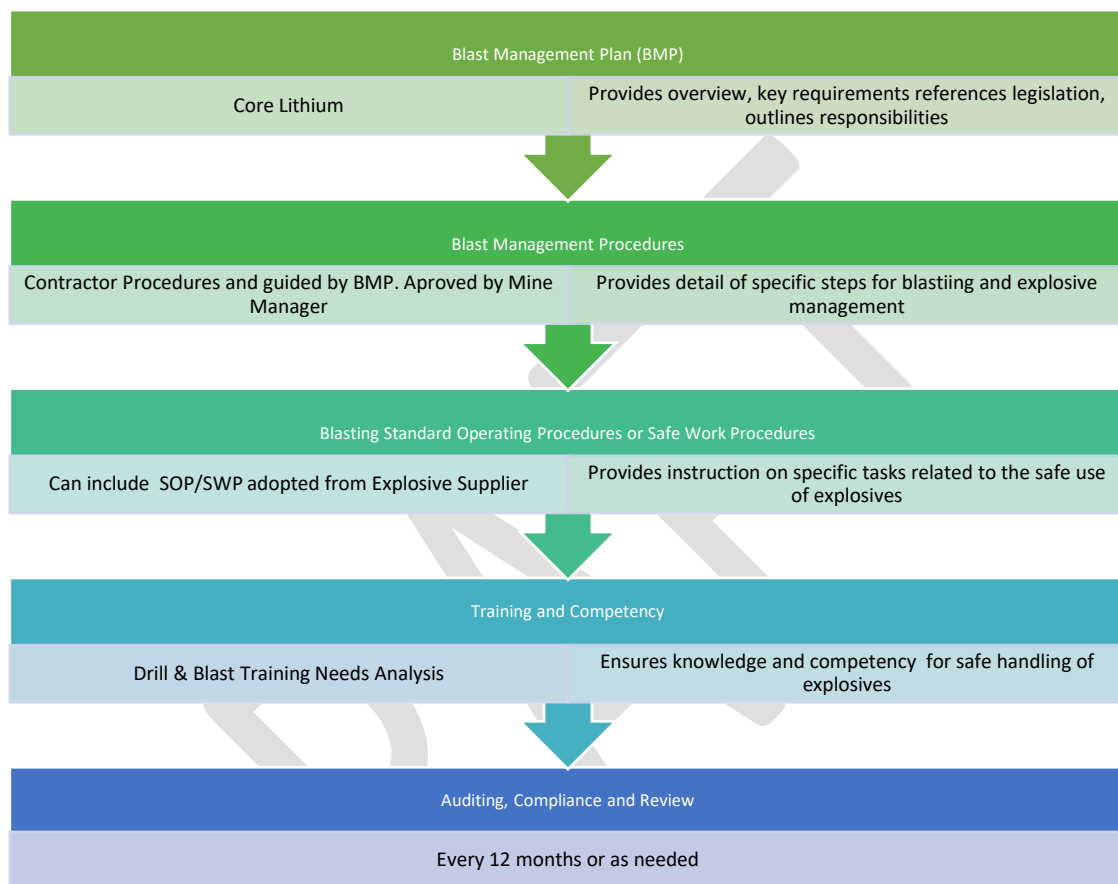 Blast Management Plan (BMP)
Core Lithium
Provides overview, key requirements references legislation,
outlines responsibilities
Blast Management Procedures
Contractor Procedures and guided by BMP. Aproved by Mine
Manager
Provides detail of specific steps for blastiing and explosive
management
Blasting Standard Operating Procedures or Safe Work Procedures
Can include SOP/SWP adopted from Explosive Supplier
Provides instruction on specific tasks related to the safe use
of explosives
Training and Competency
Drill & Blast Training Needs Analysis
Ensures knowledge and competency for safe handling of
explosives
Auditing, Compliance and Review
Every 12 months or as needed